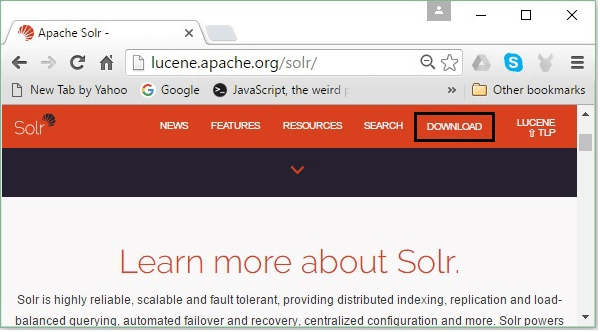 Apache Solr -
lucene.apache.org/solr/
New Tab by Yahoo
Google
JavaScript, the weird
»
Other bookmarks
Solr
NEWS
FEATURES
RESOURCES
SEARCH
DOWNLOAD
LUCENE
⇧ TLP
Learn more about Solr.
Solr is highly reliable, scalable and fault tolerant, providing distributed indexing, replication and load-
balanced querying, automated failover and recovery, centralized configuration and more. Solr powers